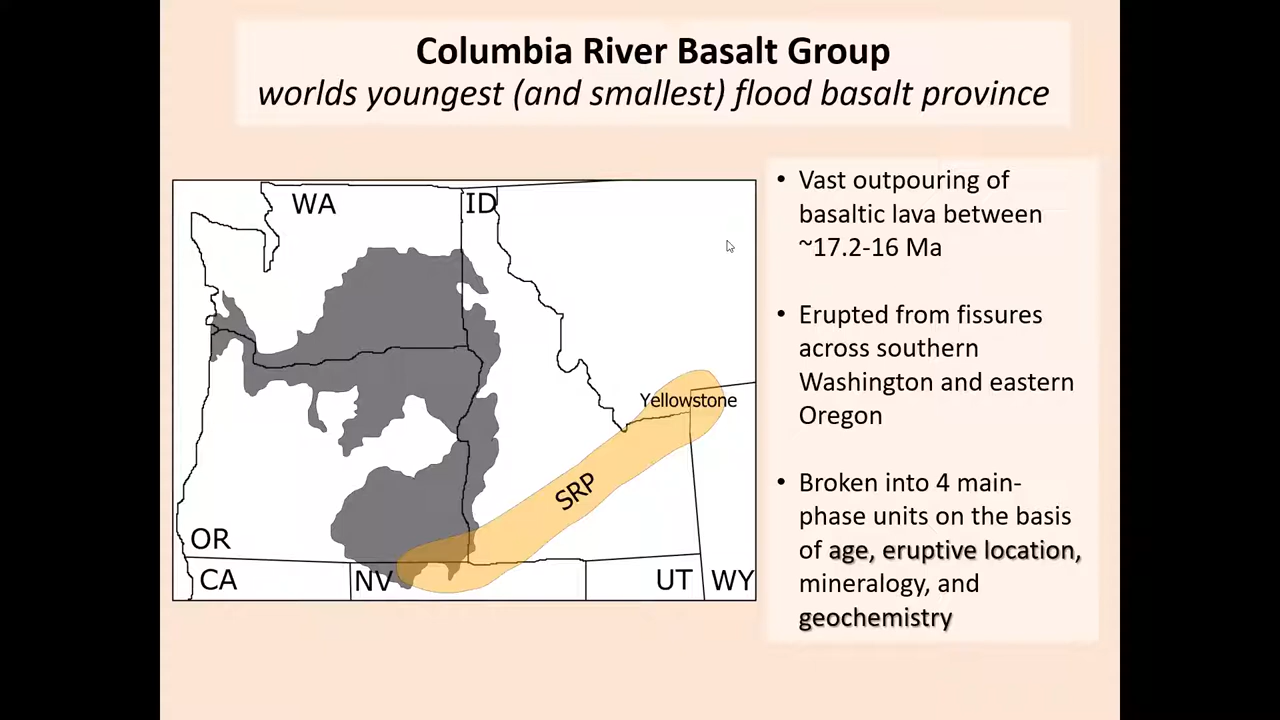 Columbia River Basalt Group
worlds youngest (and smallest) flood basalt province
WA
ID
Yellowstone
SRP
OR
CA
NV
UT
WY
• Vast outpouring of
basaltic lava between
~17.2-16 Ma
• Erupted from fissures
across southern
Washington and eastern
Oregon
• Broken into 4 main-
phase units on the basis
of age, eruptive location,
mineralogy, and
geochemistry